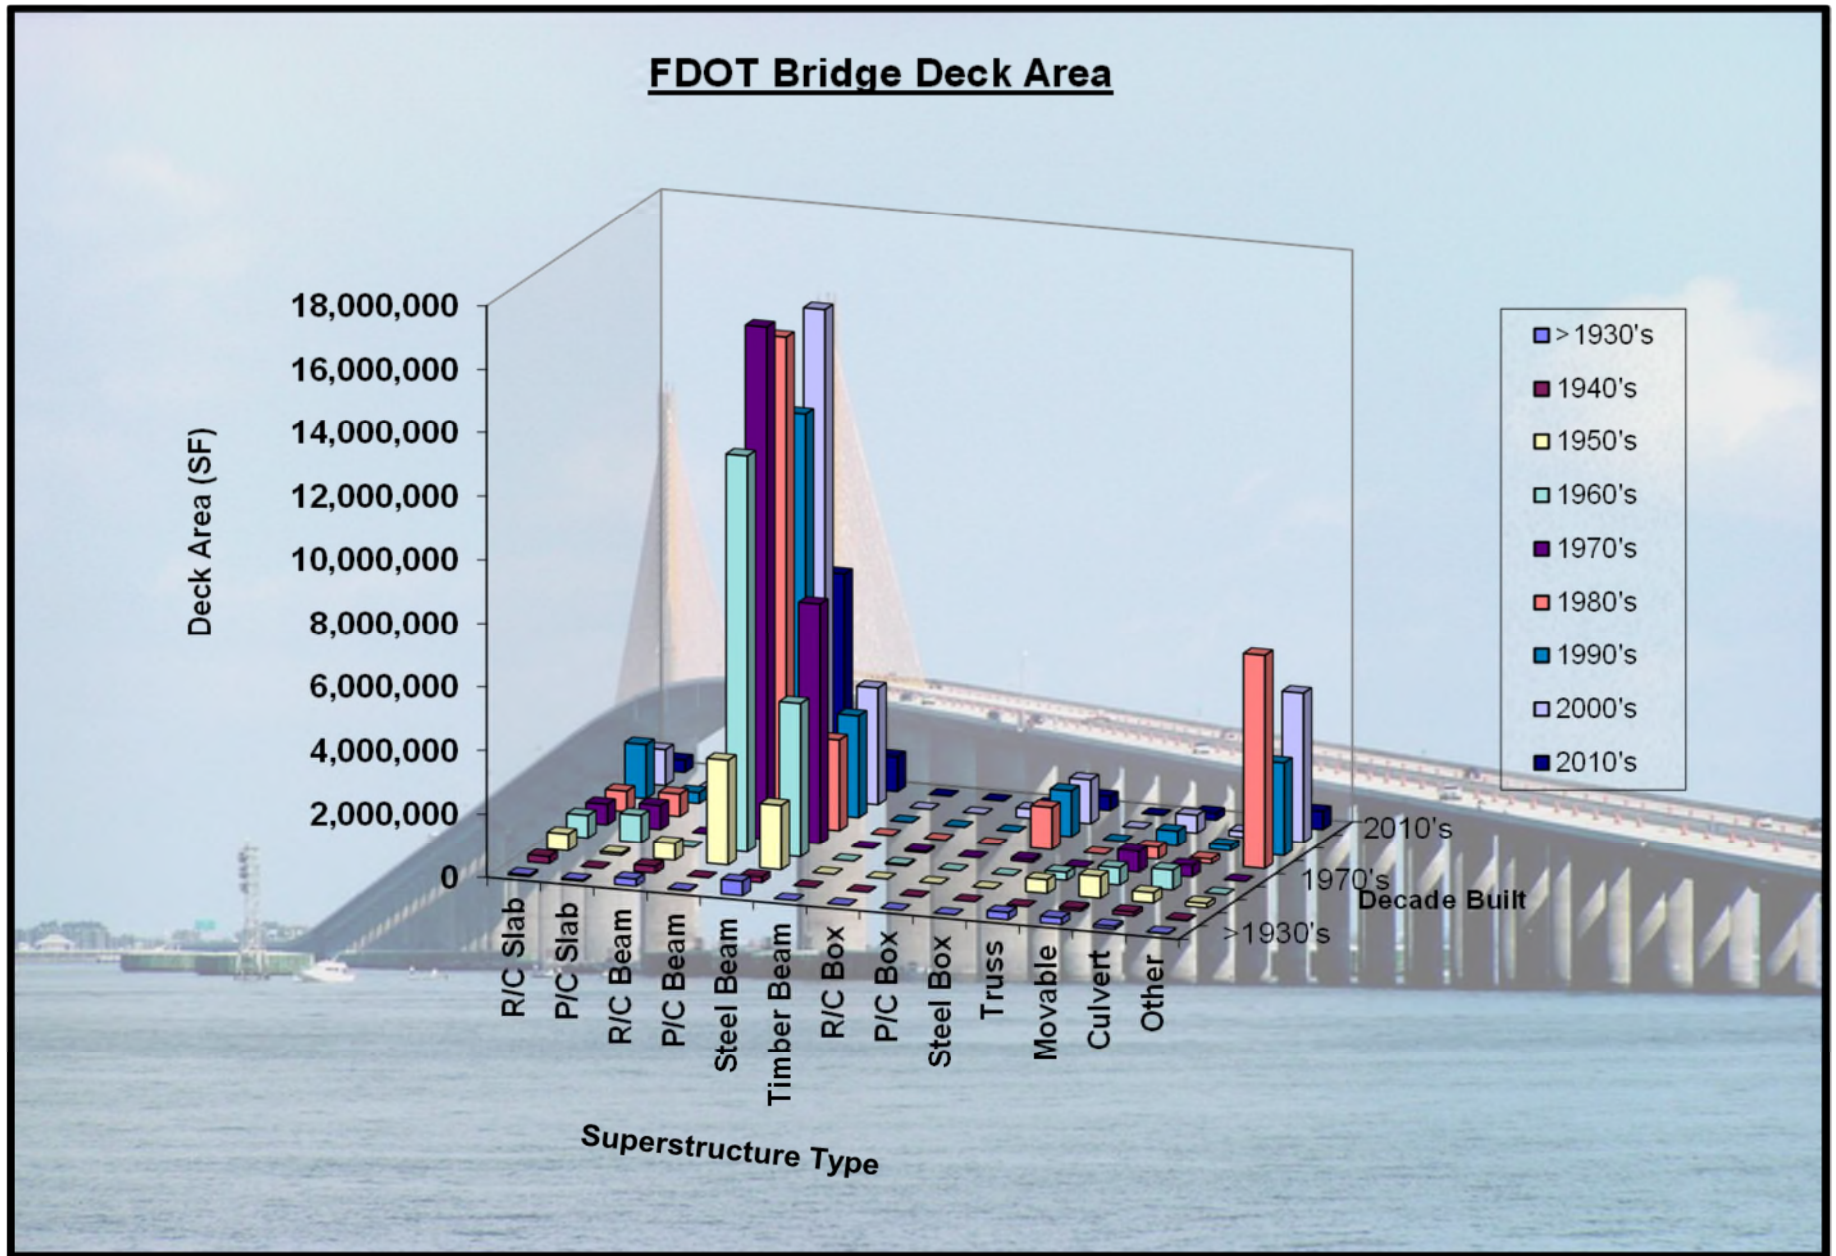 FDOT Bridge Deck Area
18,000,000
16,000,000
14,000,000
12,000,000
10,000,000
8,000,000
6,000,000
4,000,000
2,000,000
0
Deck Area (SF)
R/C Slab
P/C Slab
R/C Beam
P/C Beam
Steel Beam
Timber Beam
R/C Box
P/C Box
Steel Box
Truss
Movable
Culvert
Other
Superstructure Type
2010's
1970's
>1930's
Decade Built
>1930's
1940's
1950's
1960's
1970's
1980's
1990's
2000's
2010's